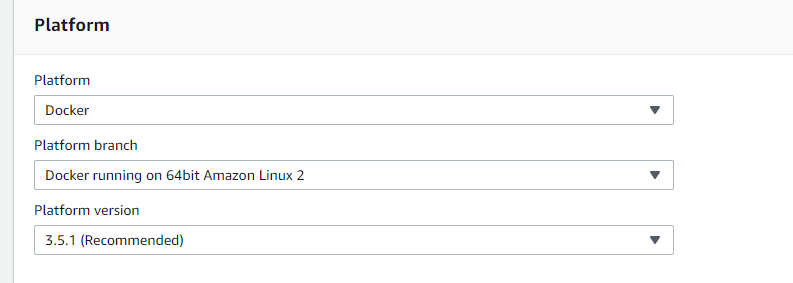 Platform
Platform
Docker
Platform branch
Docker running on 64bit Amazon Linux 2
Platform version
3.5.1 (Recommended)